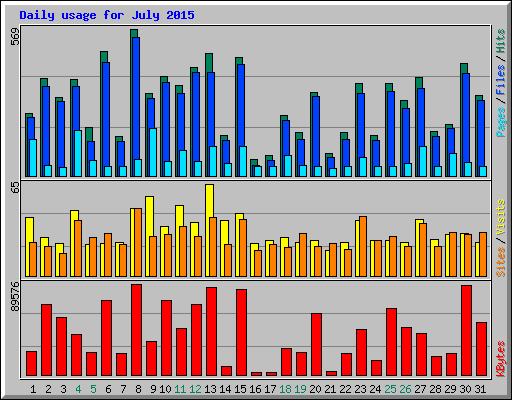 Daily usage for July 2015
569
Pages / Files / Hits
65
Sites / Visits
89576
KBytes
1 2 3 4 5 6 7 8 9 10 11 12 13 14 15 16 17 18 19 20 21 22 23 24 25 26 27 28 29 30 31